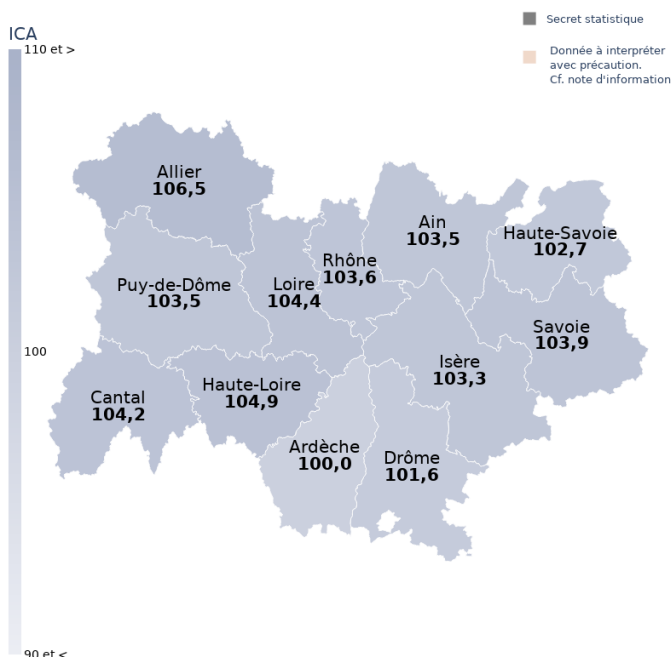 Secret statistique
Donnée à interpréter
avec précaution.
Cf. note d'information
ICA
110 et >
100
90 et <
Allier
106,5
Ain
103,5
Haute-Savoie
102,7
Rhône
103,6
Puy-de-Dôme
103,5
Loire
104,4
Savoie
103,9
Isère
103,3
Haute-Loire
104,9
Cantal
104,2
Ardèche
100,0
Drôme
101,6